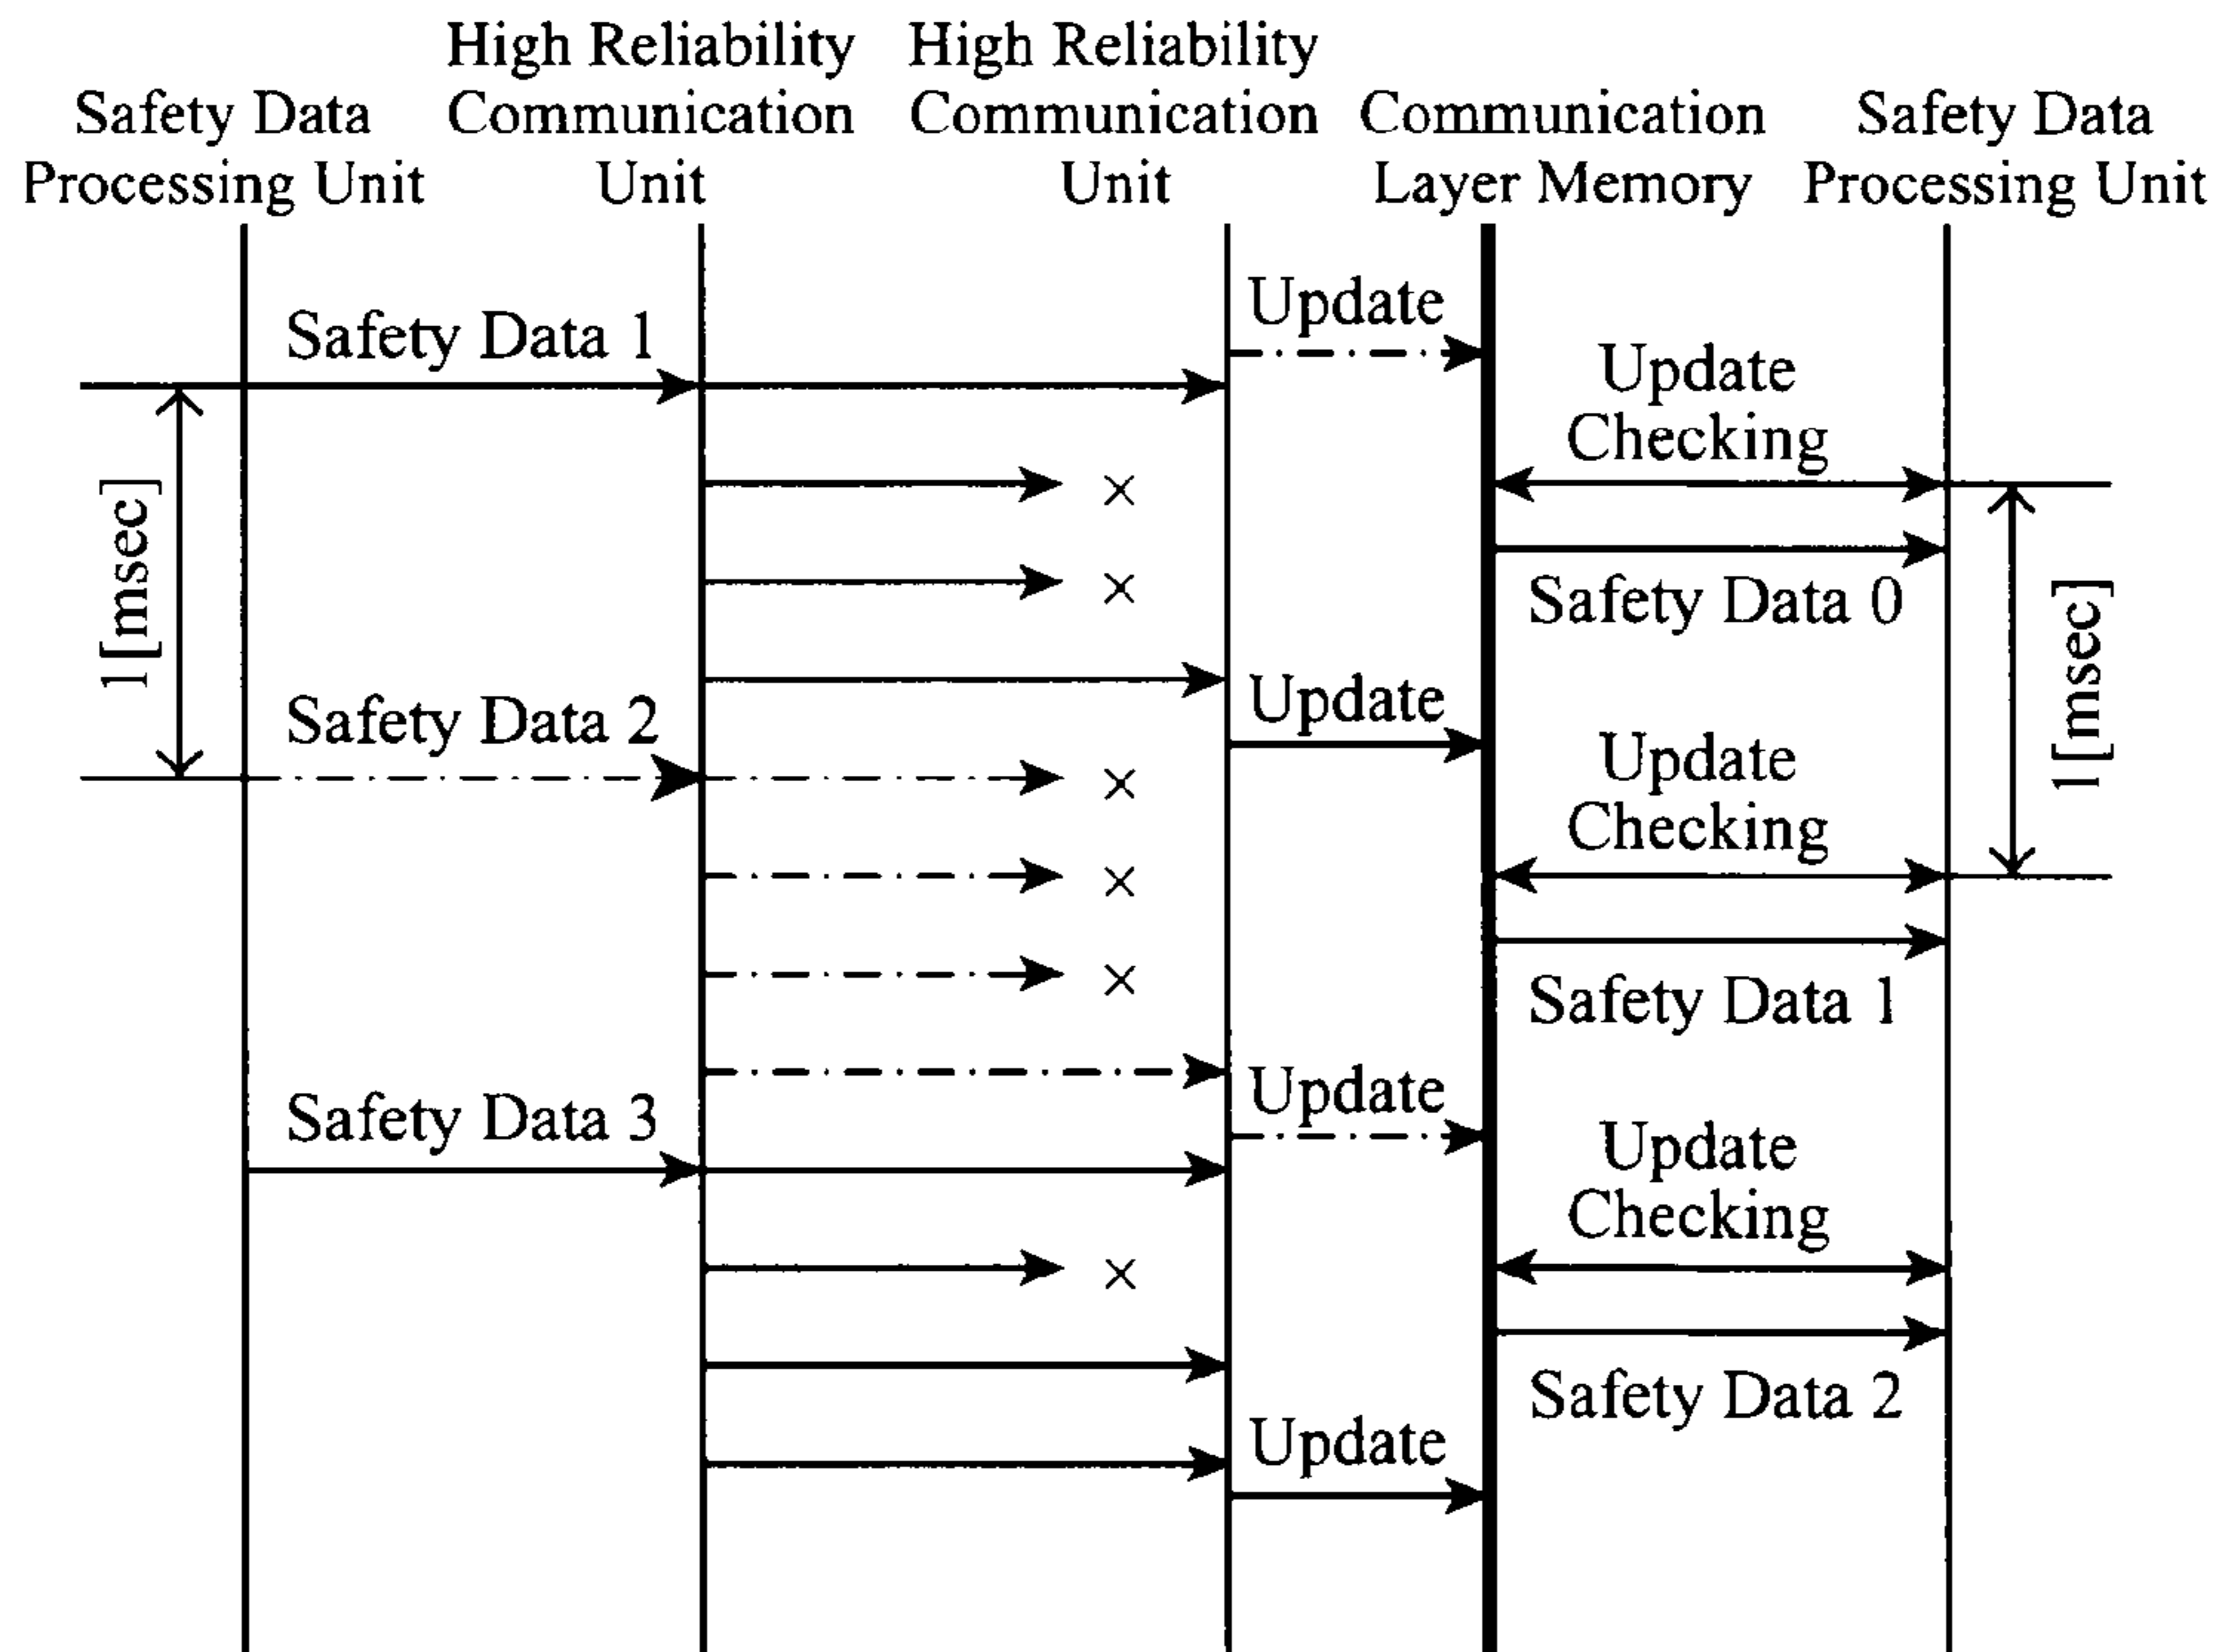 Safety Data
Processing Unit
High Reliability
Communication
Unit
High Reliability
Communication
Unit
Communication
Layer Memory
Safety Data
Processing Unit
Update
Safety Data 1
Update
Checking
×
1[msec]
×
Safety Data 0
1[msec]
Update
Safety Data 2
Update
Checking
×
×
×
Safety Data 1
Update
Safety Data 3
Update
Checking
×
Safety Data 2
Update